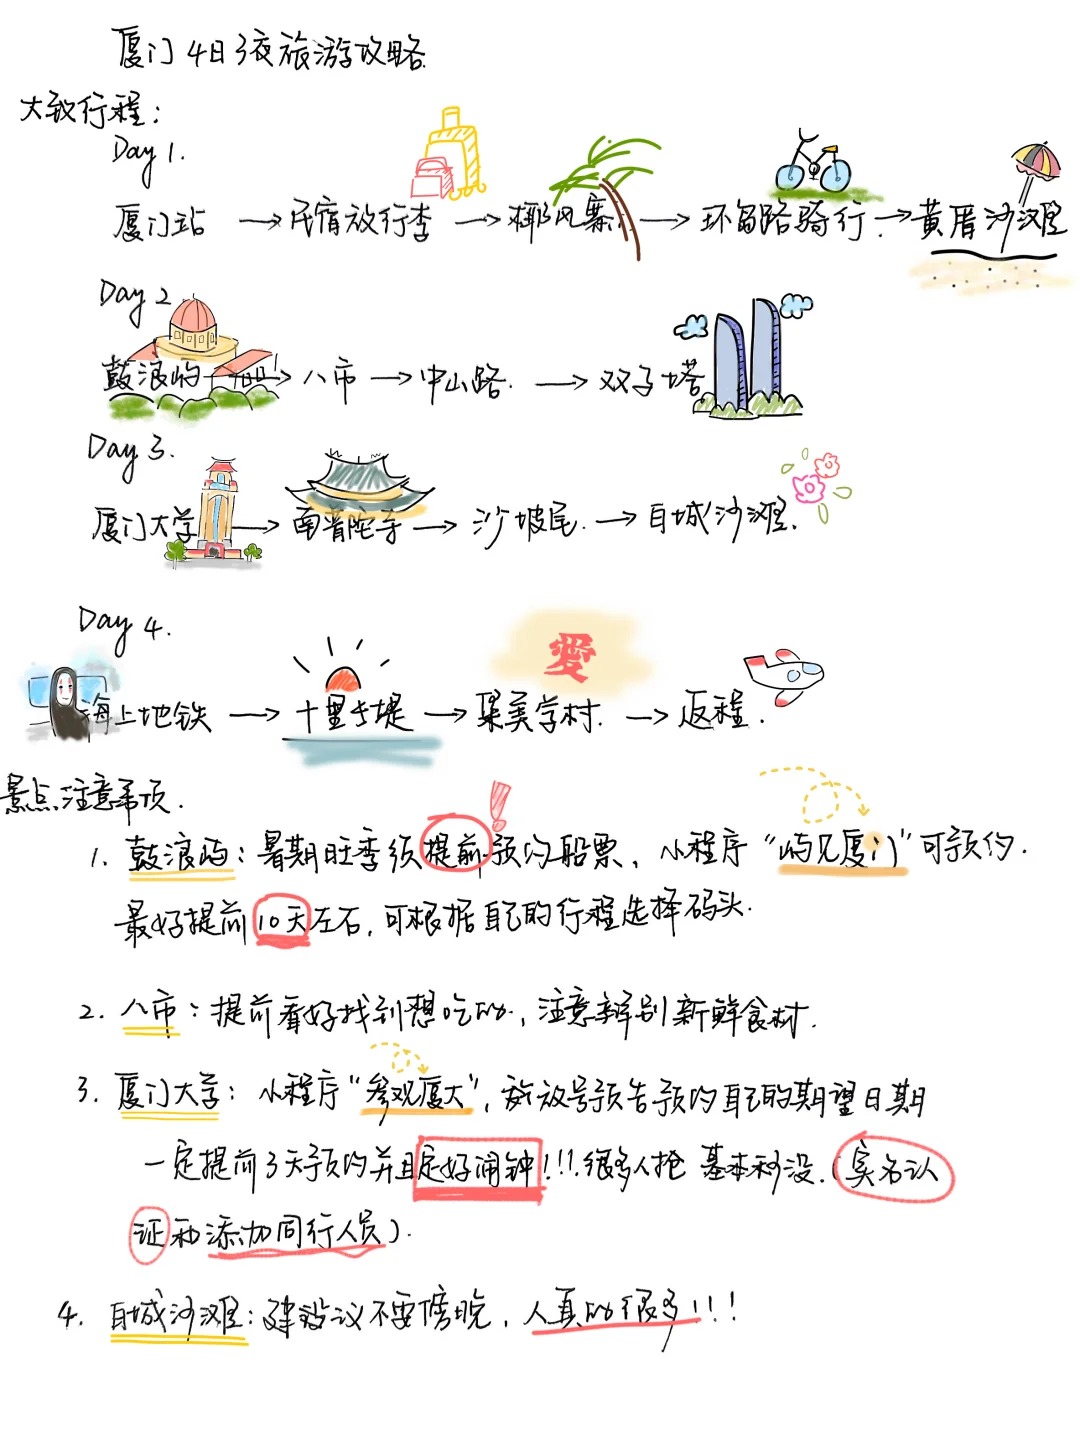 厦门4日3夜旅游攻略
大致行程：
Day 1.
厦门站 → 民宿放行李 → 椰风寨 → 环岛路骑行. → 黄厝沙滩
Day 2
鼓浪屿 → 八市 → 中山路. → 双子塔
Day 3.
厦门大学 → 南普陀寺 → 沙坡尾. → 白城沙滩.
Day 4.
愛
海上地铁 → 十里长堤 → 集美学村. → 返程.
景点注意事项.
1. 鼓浪屿：暑期旺季须提前预约船票，小程序“屿见厦门”可预约.
最好提前10天左右，可根据自己的行程选择码头.
2. 八市：提前看好找到想吃的，注意辨别新鲜食材.
3. 厦门大学：小程序“参观厦大”，放号预告预约自己的期望日期
一定提前3天预约并且定好闹钟!!!.很多人抢 基本秒没.(实名认
证和添加同行人员).
4. 白城沙滩：建议不要傍晚，人真的很多!!!